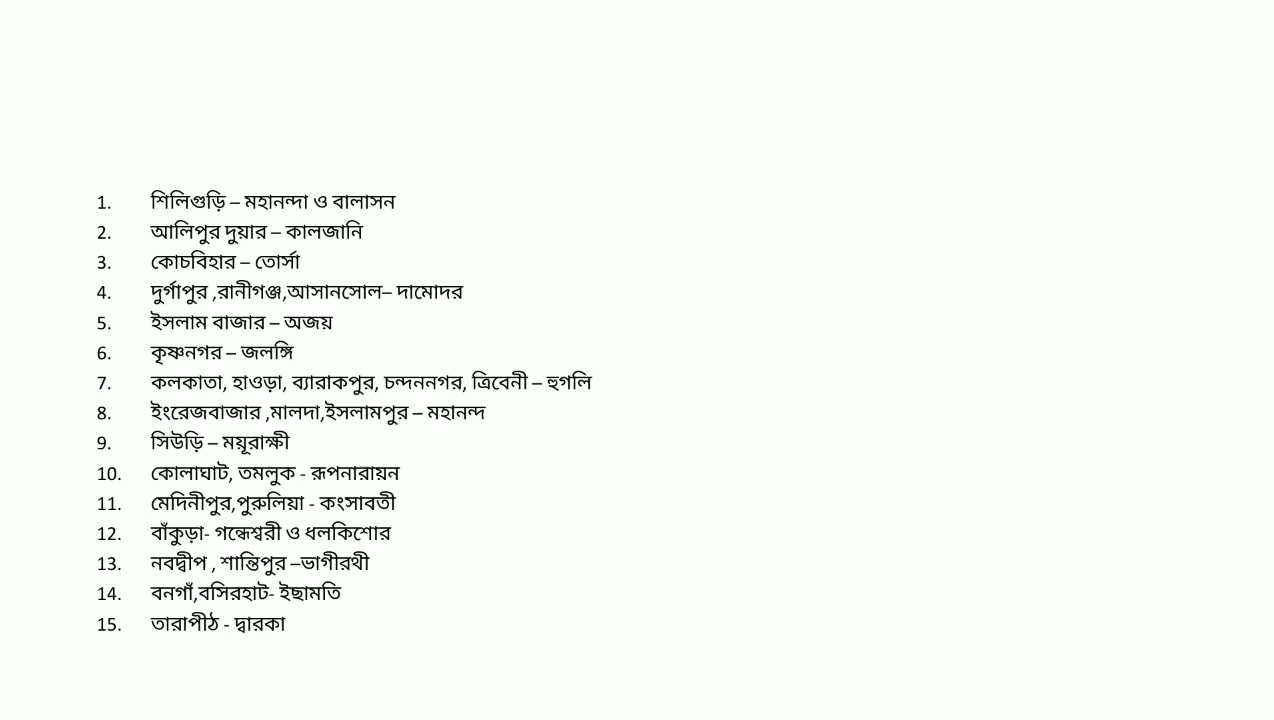 1. শিলিগুড়ি – মহানন্দা ও বালাসন
2. আলিপুর দুয়ার – কালজানি
3. কোচবিহার – তোর্সা
4. দুর্গাপুর ,রানীগঞ্জ,আসানসোল– দামোদর
5. ইসলাম বাজার – অজয়
6. কৃষ্ণনগর – জলঙ্গি
7. কলকাতা, হাওড়া, ব্যারাকপুর, চন্দননগর, ত্রিবেনী – হুগলি
8. ইংরেজবাজার ,মালদা,ইসলামপুর – মহানন্দ
9. সিউড়ি – ময়ূরাক্ষী
10. কোলাঘাট, তমলুক - রূপনারায়ন
11. মেদিনীপুর,পুরুলিয়া - কংসাবতী
12. বাঁকুড়া- গন্ধেশ্বরী ও ধলকিশোর
13. নবদ্বীপ , শান্তিপুর –ভাগীরথী
14. বনগাঁ,বসিরহাট- ইছামতি
15. তারাপীঠ - দ্বারকা